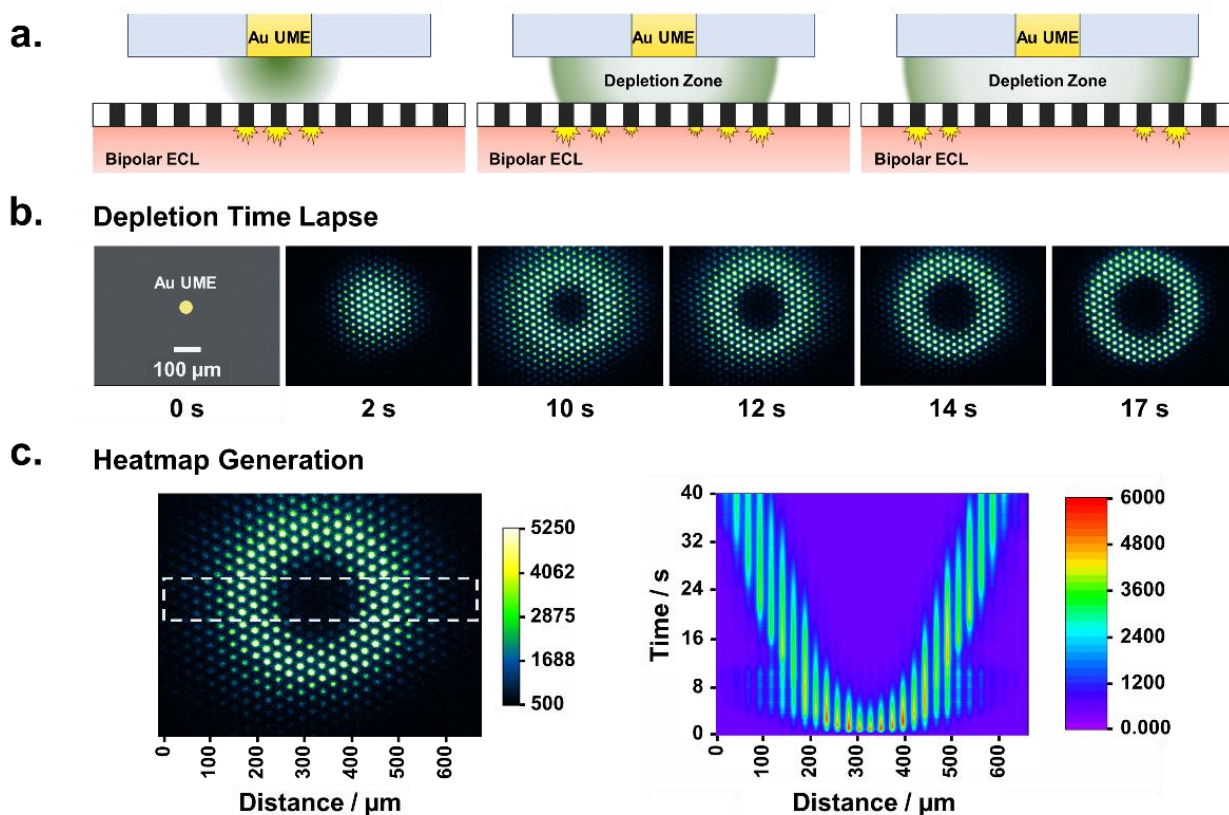 a.
Au UME
Au UME
Au UME
Depletion Zone
Depletion Zone
Bipolar ECL
Bipolar ECL
Bipolar ECL
b. Depletion Time Lapse
Au UME
100 µm
0 s 2 s 10 s 12 s 14 s 17 s
c. Heatmap Generation
5250
4062
2875
1688
500
0 100 200 300 400 500 600
Distance / µm
Time / s
40
32
24
16
8
0
0 100 200 300 400 500 600
Distance / µm
6000
4800
3600
2400
1200
0.000